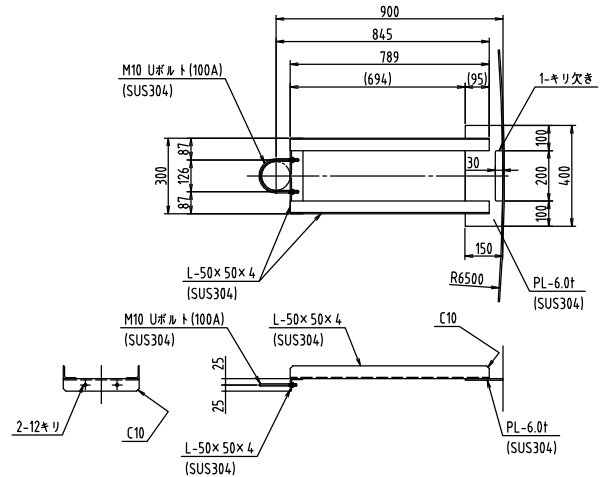 900
845
789
(694)
(95)
M10 Uボルト(100A)
(SUS304)
1-キリ欠き
300
87
126
87
30
100
200
100
400
150
R6500
L-50×50×4
(SUS304)
PL-6.0t
(SUS304)
M10 Uボルト(100A)
(SUS304)
L-50×50×4
(SUS304)
C10
25
25
2-12キリ
C10
L-50×50×4
(SUS304)
PL-6.0t
(SUS304)